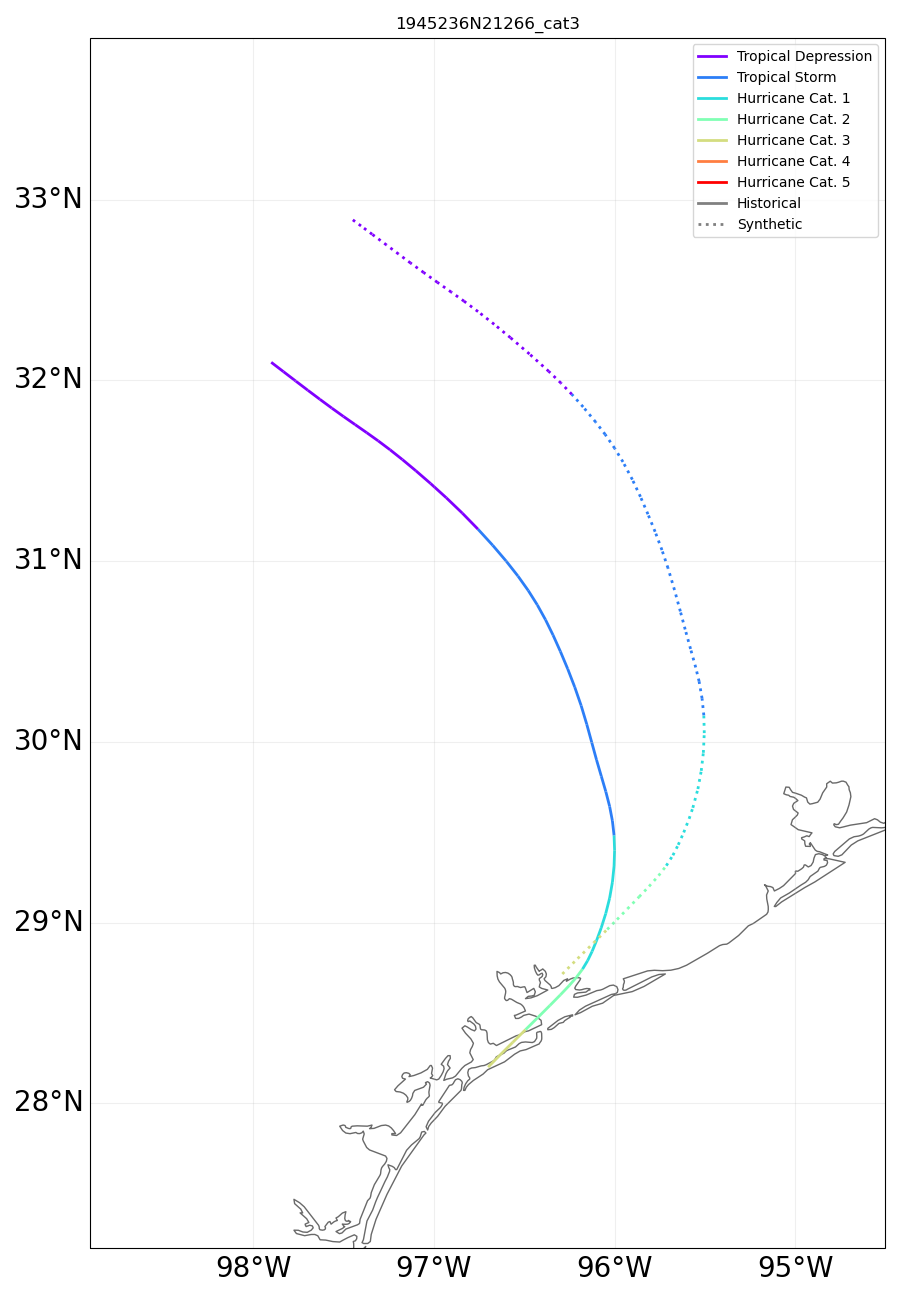 1945236N21266_cat3
Tropical Depression
Tropical Storm
Hurricane Cat. 1
Hurricane Cat. 2
Hurricane Cat. 3
Hurricane Cat. 4
Hurricane Cat. 5
Historical
Synthetic
33°N
32°N
31°N
30°N
29°N
28°N
98°W 97°W 96°W 95°W